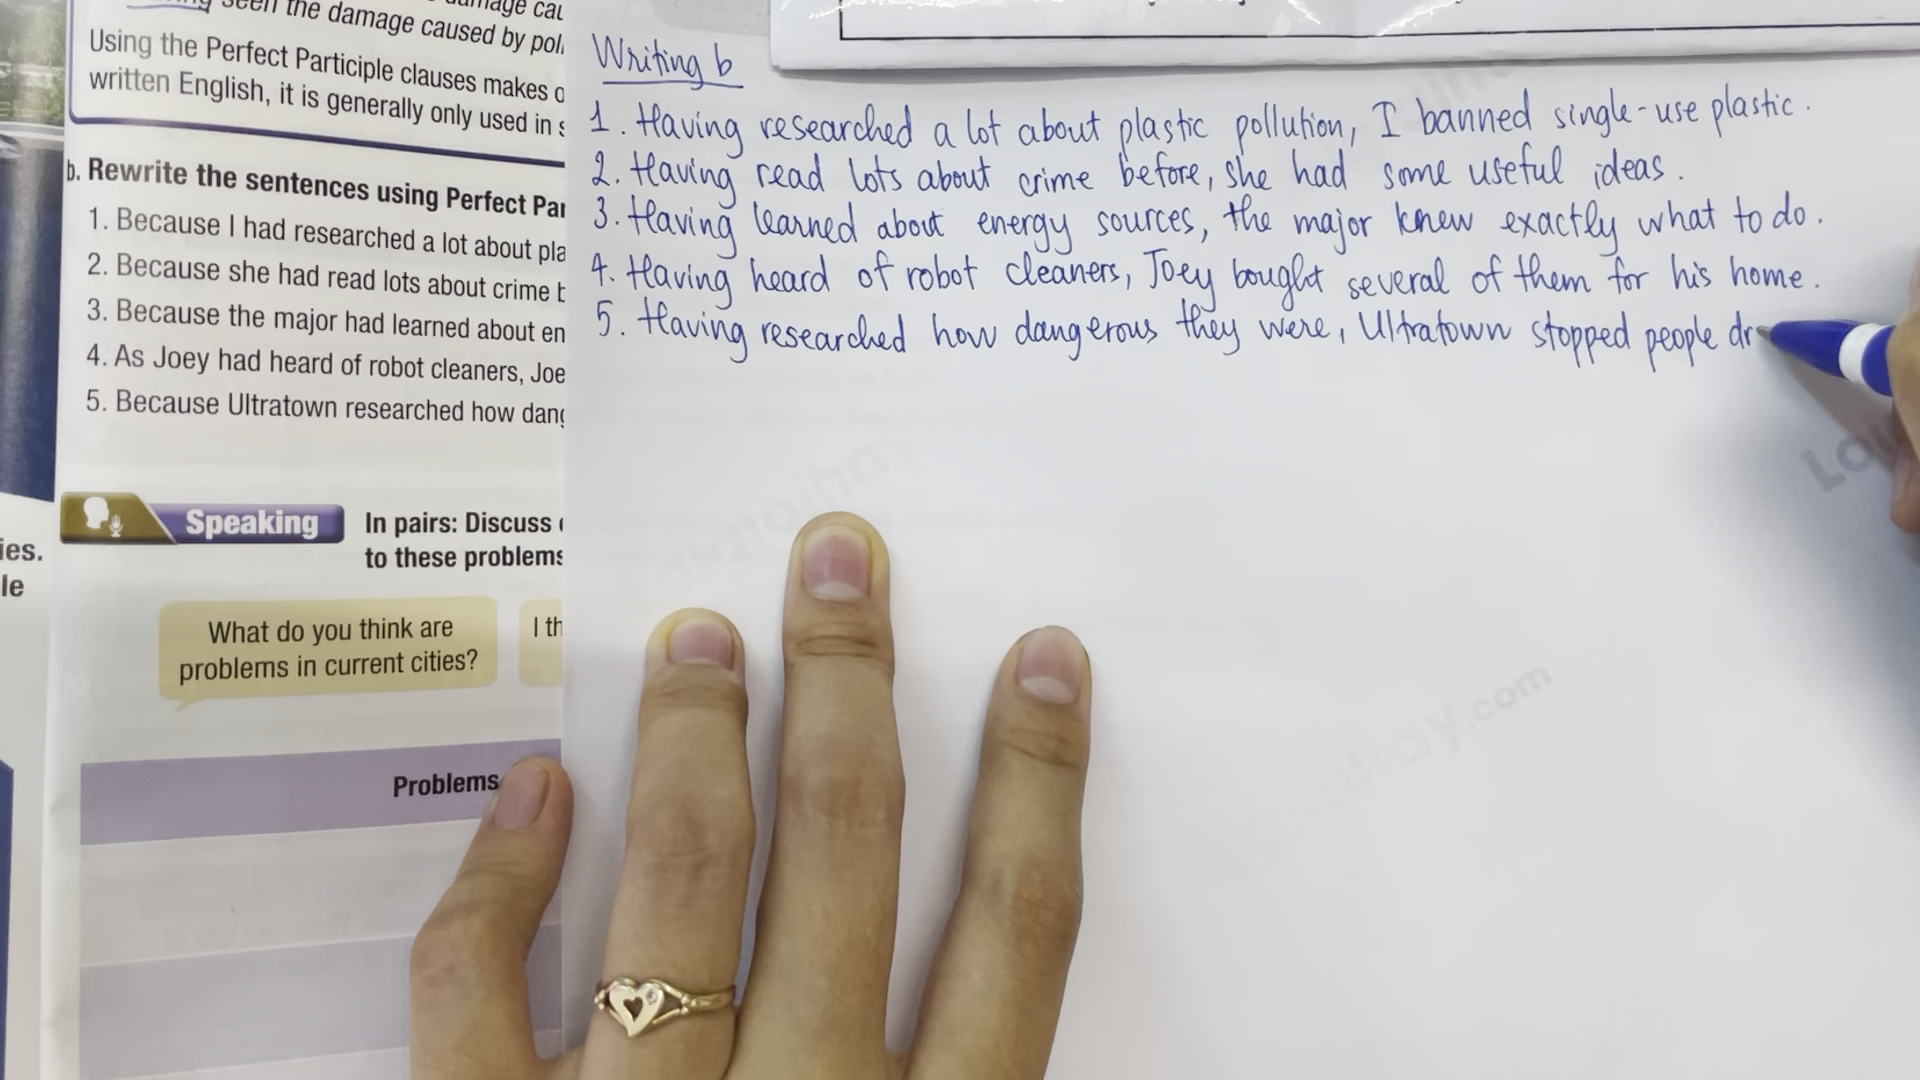 seen the damage caused by
Using the Perfect Participle clauses makes
written English, it is generally only used in
b. Rewrite the sentences using Perfect
1. Because I had researched a lot about
2. Because she had read lots about crime
3. Because the major had learned about
4. As Joey had heard of robot cleaners,
5. Because Ultratown researched how
Speaking
In pairs: Discuss
to these problems
ies.
le
What do you think are
problems in current cities?
I th
Problems
Writing b
1. Having researched a lot about plastic pollution, I banned single-use plastic.
2. Having read lots about crime before, she had some useful ideas.
3. Having learned about energy sources, the major knew exactly what to do.
4. Having heard of robot cleaners, Joey bought several of them for his home.
5. Having researched how dangerous they were, Ultratown stopped people dr